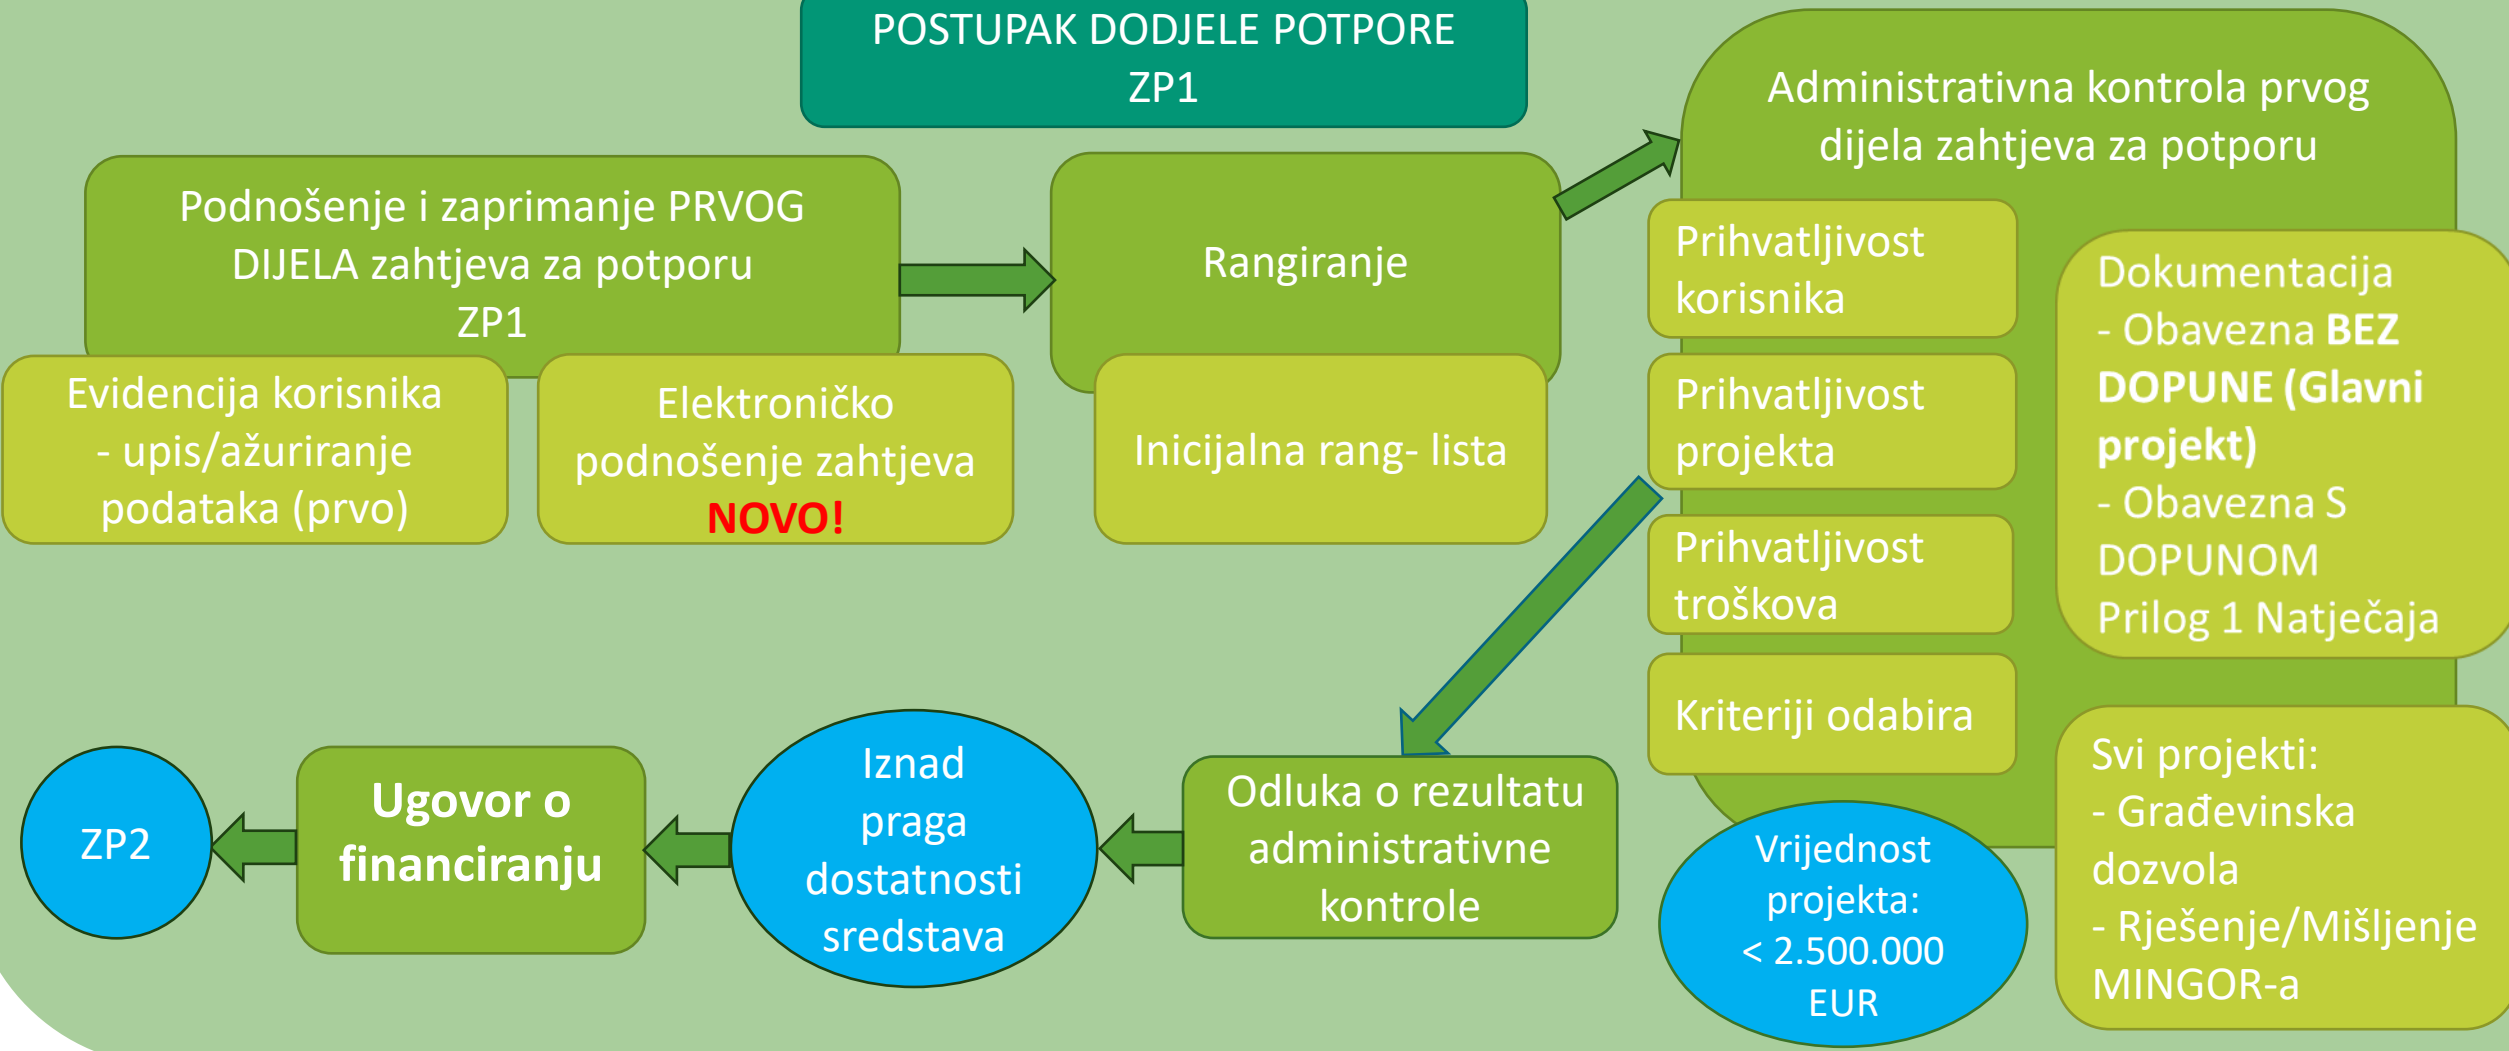 POSTUPAK DODJELE POTPORE
ZP1
Podnošenje i zaprimanje PRVOG
DIJELA zahtjeva za potporu
ZP1
Evidencija korisnika
- upis/ažuriranje
podataka (prvo)
Elektroničko
podnošenje zahtjeva
NOVO!
Rangiranje
Inicijalna rang- lista
Administrativna kontrola prvog
dijela zahtjeva za potporu
Prihvatljivost
korisnika
Prihvatljivost
projekta
Prihvatljivost
troškova
Kriteriji odabira
Dokumentacija
- Obavezna BEZ
DOPUNE (Glavni
projekt)
- Obavezna S
DOPUNOM
Prilog 1 Natječaja
Svi projekti:
- Građevinska
dozvola
- Rješenje/Mišljenje
MINGOR-a
Vrijednost
projekta:
< 2.500.000
EUR
Odluka o rezultatu
administrativne
kontrole
Iznad
praga
dostatnosti
sredstava
Ugovor o
financiranju
ZP2